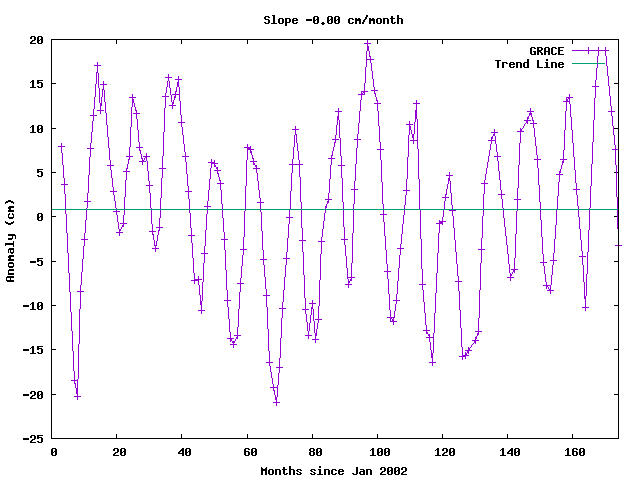 Slope -0.00 cm/month
GRACE
Trend Line
20
15
10
5
0
-5
-10
-15
-20
-25
Anomaly (cm)
0 20 40 60 80 100 120 140 160
Months since Jan 2002